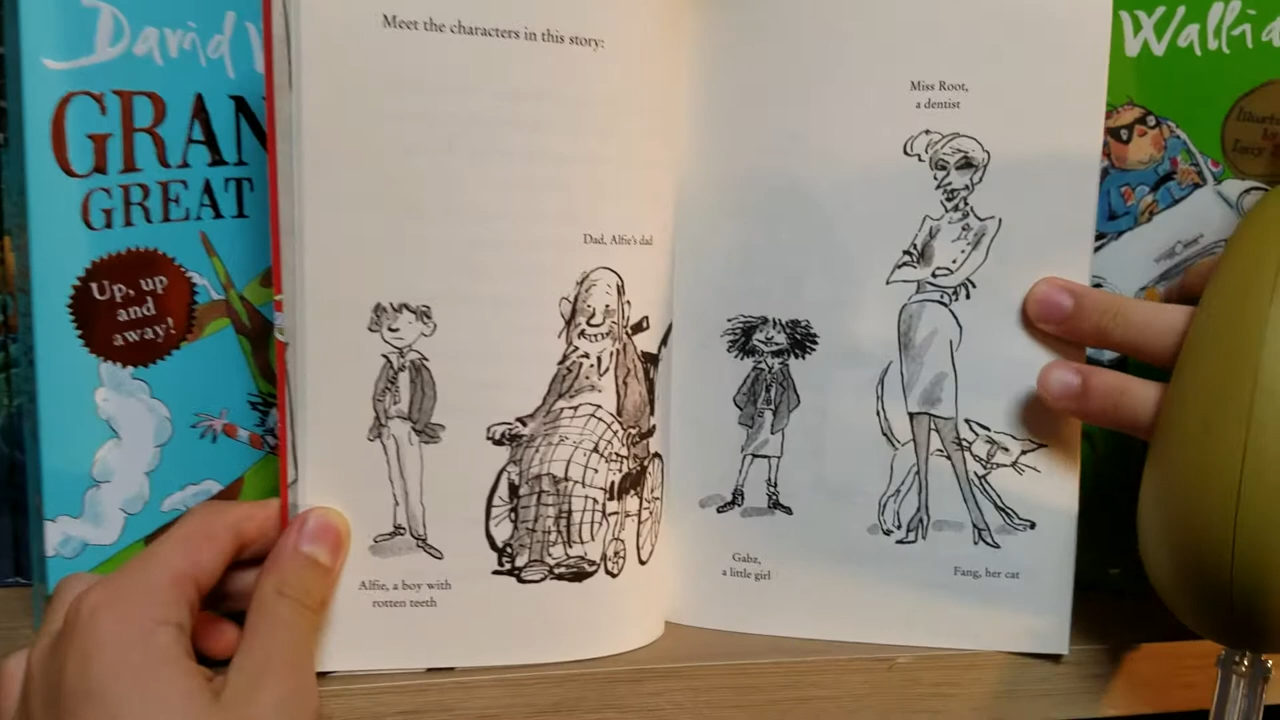 David
GRAN
GREAT
Up, up
and
away!
Meet the characters in this story:
Dad, Alfie's dad
Alfie, a boy with
rotten teeth
Miss Root,
a dentist
Gabz,
a little girl
Fang, her cat
Wallia